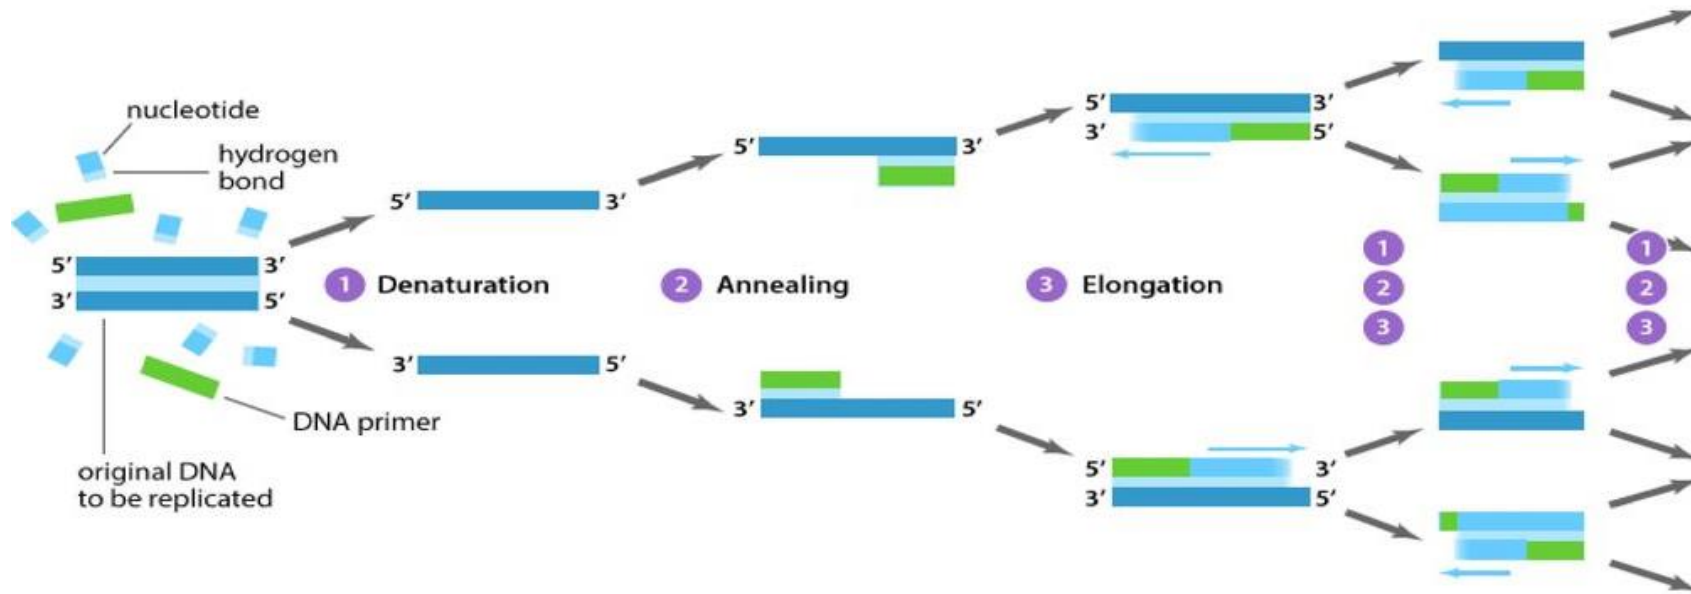 nucleotide
hydrogen
bond
5’ 3’
3’ 5’
DNA primer
original DNA
to be replicated
5’ 3’
1 Denaturation
3’ 5’
5’ 3’
2 Annealing
3’ 5’
5’ 3’
3’ 5’
3 Elongation
5’ 3’
3’ 5’
1
2
3
1
2
3